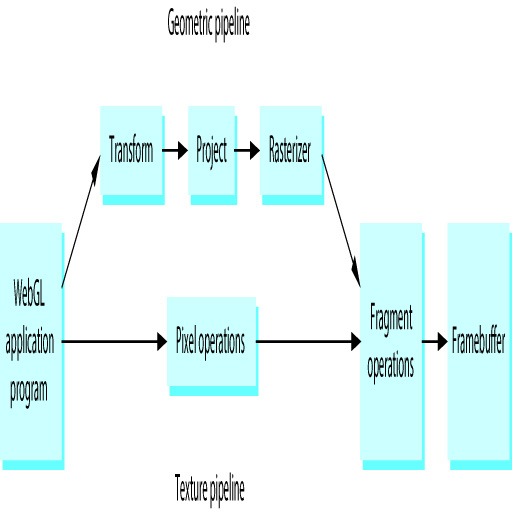 Geometric pipeline
Transform
Project
Rasterizer
WebGL
application
program
Pixel operations
Fragment
operations
Framebuffer
Texture pipeline